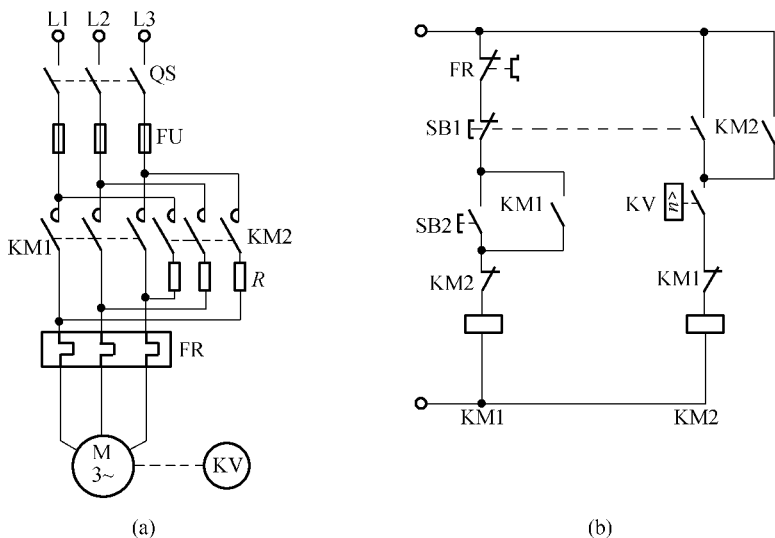 L1 L2 L3
QS
FU
KM1
KM2
R
FR
M
3~
KV
(a)
FR
SB1
KM2
KM1
KV
n>
SB2
KM2
KM1
KM1
KM2
(b)